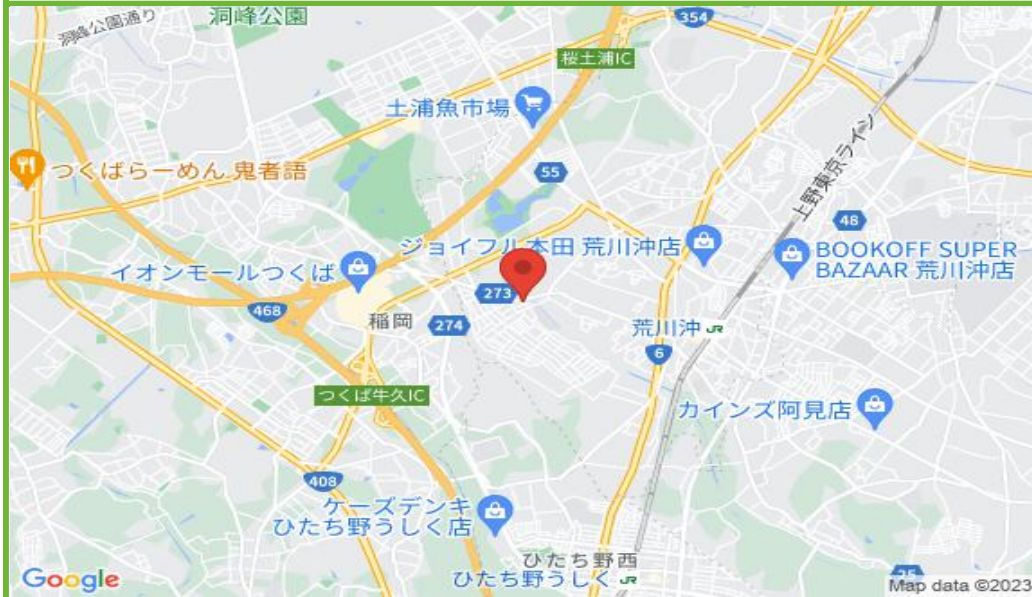 洞峰公園
洞峰公園通り
354
桜土浦IC
土浦魚市場
つくばらーめん 鬼者語
55
上野東京ライン
48
ジョイフル本田 荒川沖店
BOOKOFF SUPER
BAZAAR 荒川沖店
イオンモールつくば
273
468
稲岡
274
荒川沖 JR
6
つくば牛久IC
カインズ阿見店
408
ケーズデンキ
ひたち野うしく店
ひたち野西
ひたち野うしく JR
25
Google
Map data ©2023